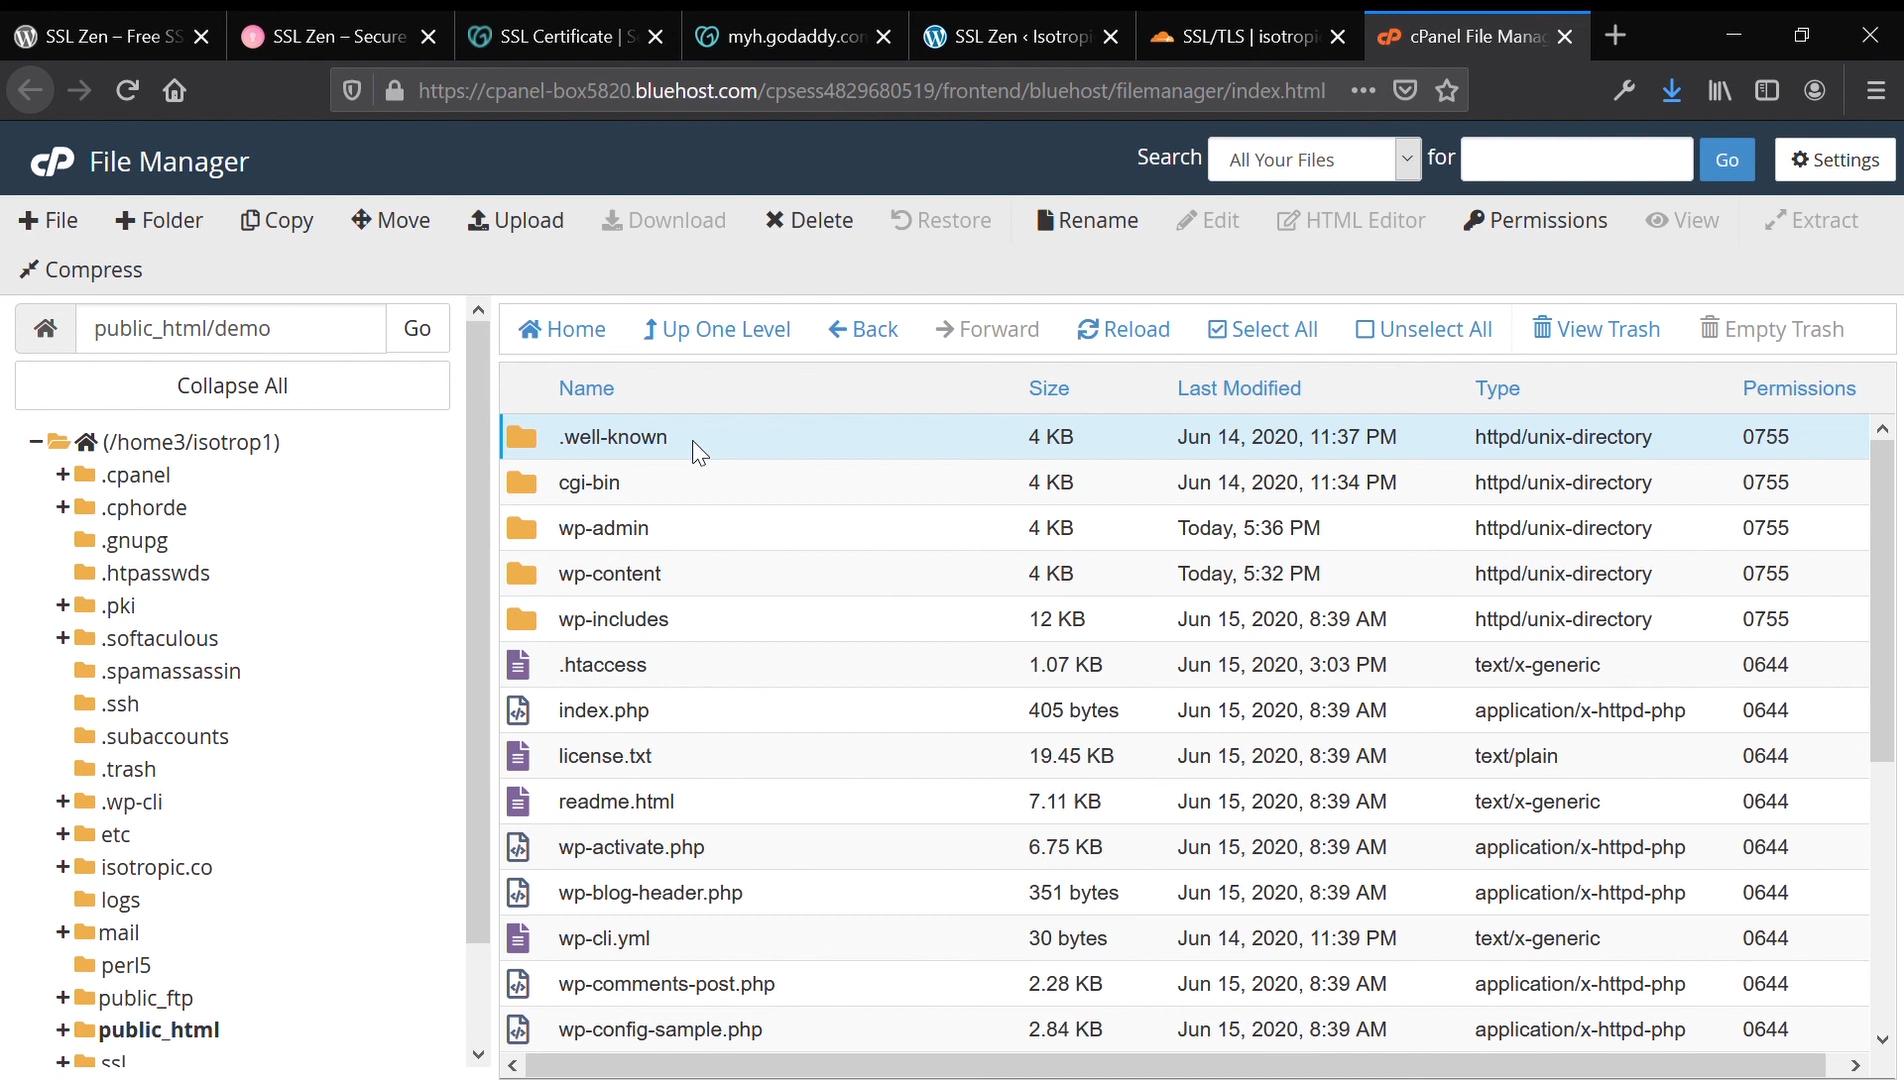 SSL Zen – Free SS
SSL Zen – Secure
SSL Certificate | S
myh.godaddy.con
SSL Zen ‹ Isotropi
SSL/TLS | isotropi
cPanel File Manag
https://cpanel-box5820.bluehost.com/cpsess4829680519/frontend/bluehost/filemanager/index.html
File Manager
Search All Your Files for Go Settings
File Folder Copy Move Upload Download Delete Restore Rename Edit HTML Editor Permissions View Extract
Compress
public_html/demo Go
Collapse All
(/home3/isotrop1)
.cpanel
.cphorde
.gnupg
.htpasswds
.pki
.softaculous
.spamassassin
.ssh
.subaccounts
.trash
.wp-cli
etc
isotropic.co
logs
mail
perl5
public_ftp
public_html
ssl
Home Up One Level Back Forward Reload Select All Unselect All View Trash Empty Trash
Name Size Last Modified Type Permissions
.well-known 4 KB Jun 14, 2020, 11:37 PM httpd/unix-directory 0755
cgi-bin 4 KB Jun 14, 2020, 11:34 PM httpd/unix-directory 0755
wp-admin 4 KB Today, 5:36 PM httpd/unix-directory 0755
wp-content 4 KB Today, 5:32 PM httpd/unix-directory 0755
wp-includes 12 KB Jun 15, 2020, 8:39 AM httpd/unix-directory 0755
.htaccess 1.07 KB Jun 15, 2020, 3:03 PM text/x-generic 0644
index.php 405 bytes Jun 15, 2020, 8:39 AM application/x-httpd-php 0644
license.txt 19.45 KB Jun 15, 2020, 8:39 AM text/plain 0644
readme.html 7.11 KB Jun 15, 2020, 8:39 AM text/x-generic 0644
wp-activate.php 6.75 KB Jun 15, 2020, 8:39 AM application/x-httpd-php 0644
wp-blog-header.php 351 bytes Jun 15, 2020, 8:39 AM application/x-httpd-php 0644
wp-cli.yml 30 bytes Jun 14, 2020, 11:39 PM text/x-generic 0644
wp-comments-post.php 2.28 KB Jun 15, 2020, 8:39 AM application/x-httpd-php 0644
wp-config-sample.php 2.84 KB Jun 15, 2020, 8:39 AM application/x-httpd-php 0644